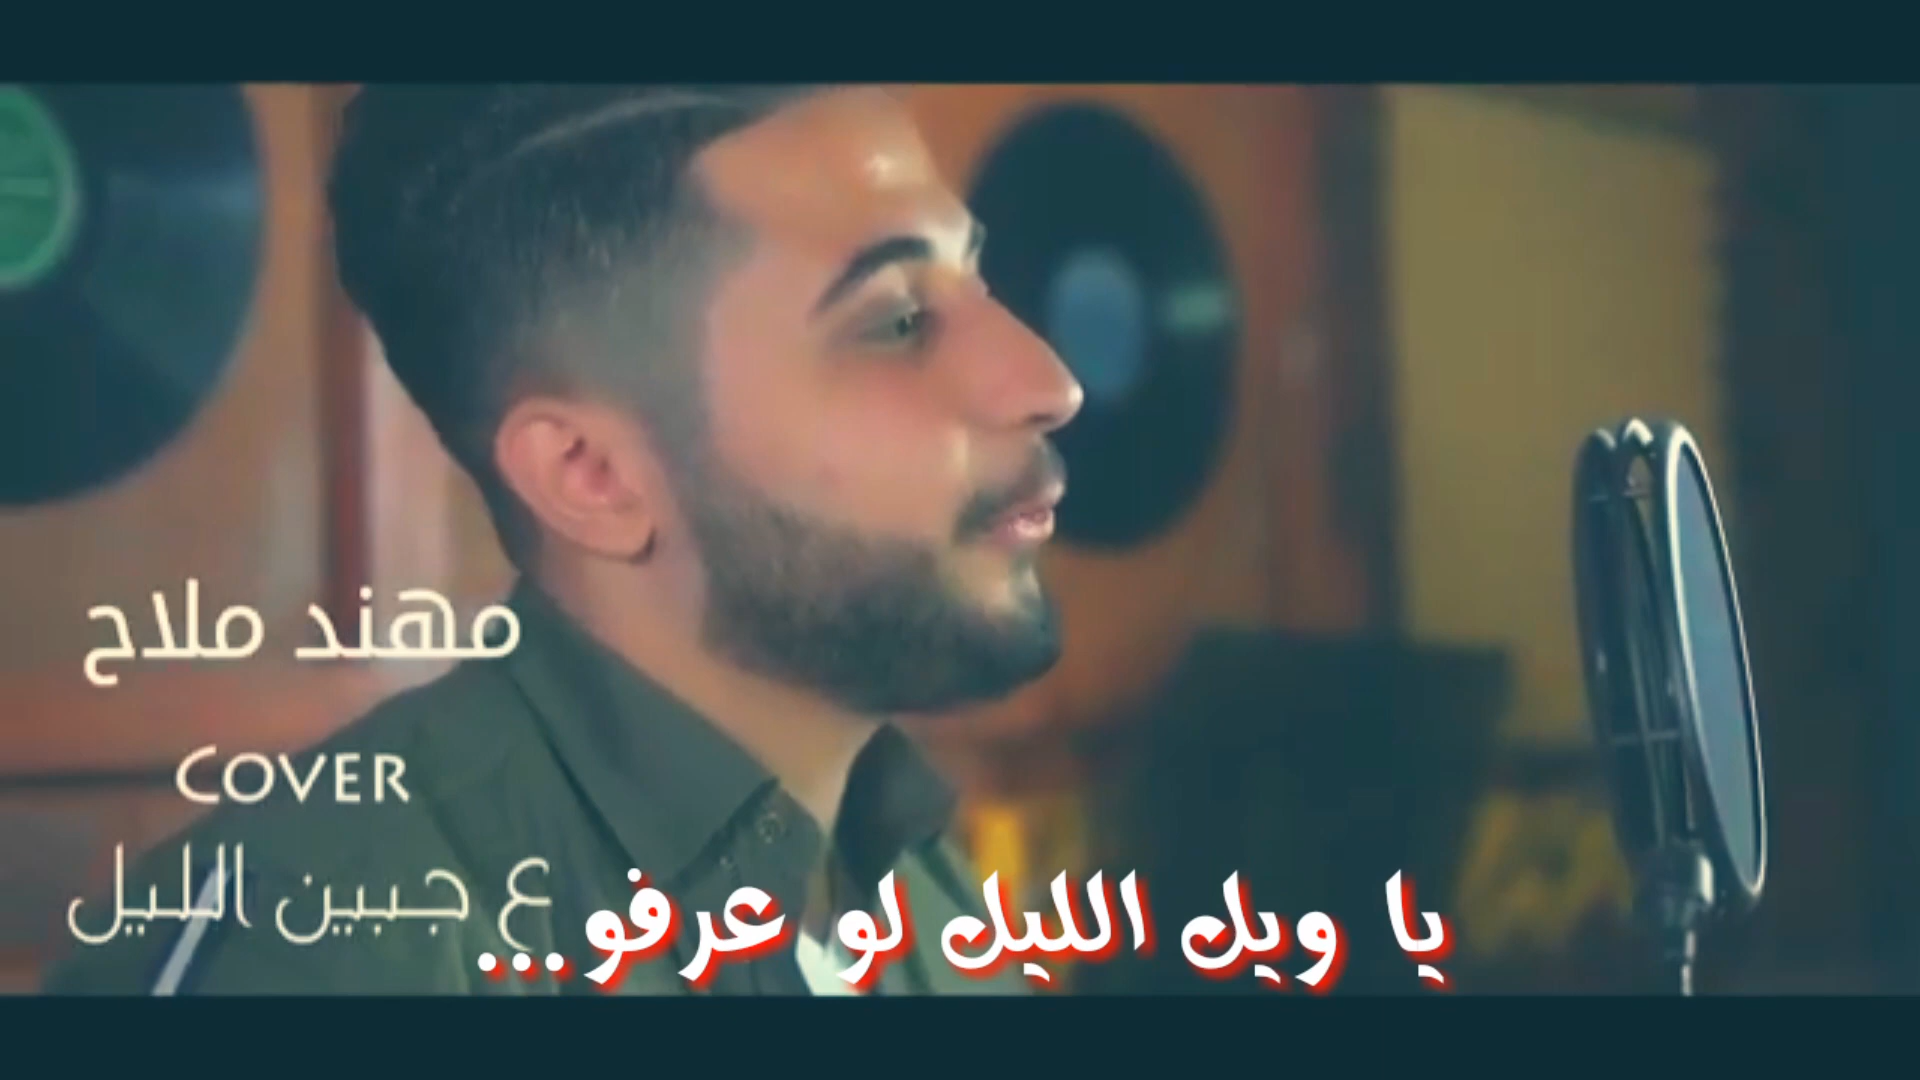 مهند ملاح
COVER
ع جبين الليل
يا ويل الليل لو عرفو...